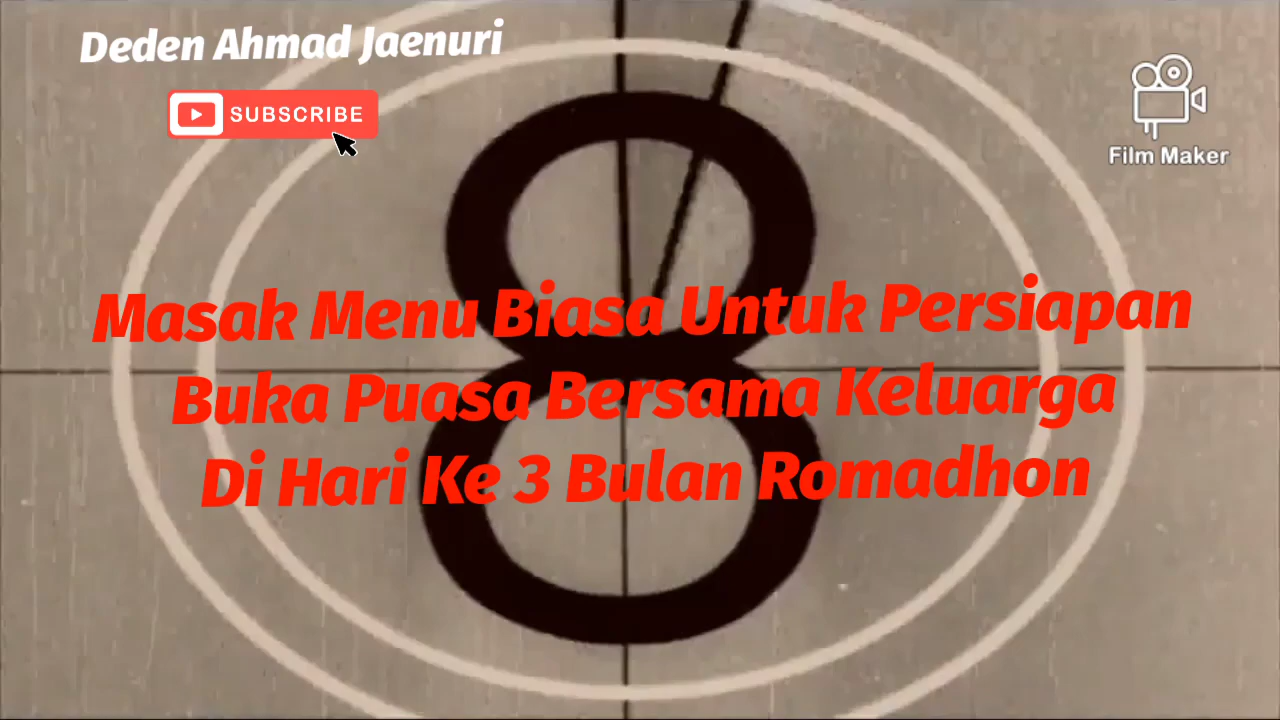 Deden Ahmad Jaenuri
SUBSCRIBE
Film Maker
8
Masak Menu Biasa Untuk Persiapan
Buka Puasa Bersama Keluarga
Di Hari Ke 3 Bulan Romadhon